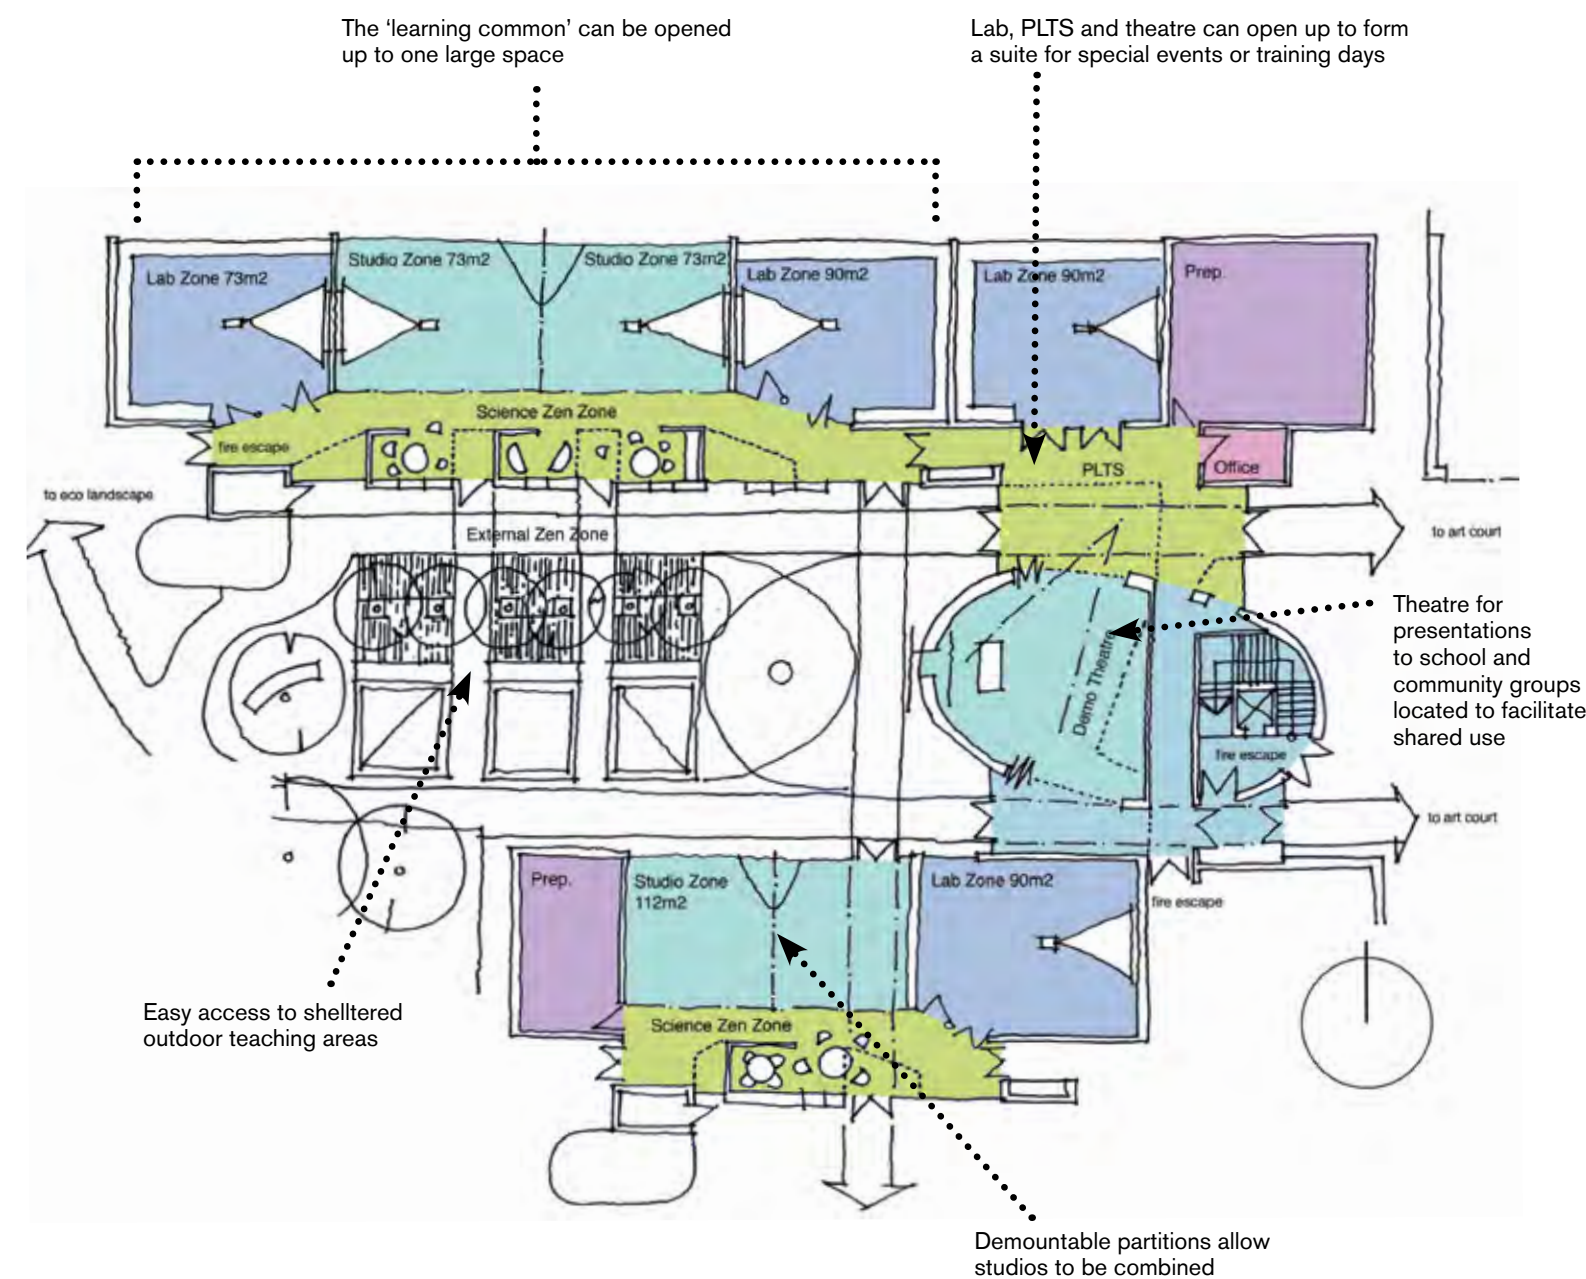 The ‘learning common’ can be opened
up to one large space
Lab, PLTS and theatre can open up to form
a suite for special events or training days
Lab Zone 73m2
Studio Zone 73m2
Studio Zone 73m2
Lab Zone 90m2
Lab Zone 90m2
Prep.
Science Zen Zone
fire escape
PLTS
Office
to eco landscape
External Zen Zone
to art court
Theatre for
presentations
to school and
community groups
located to facilitate
shared use
Demo Theatre
fire escape
to art court
Prep.
Studio Zone
112m2
Lab Zone 90m2
fire escape
Easy access to shelltered
outdoor teaching areas
Science Zen Zone
Demountable partitions allow
studios to be combined